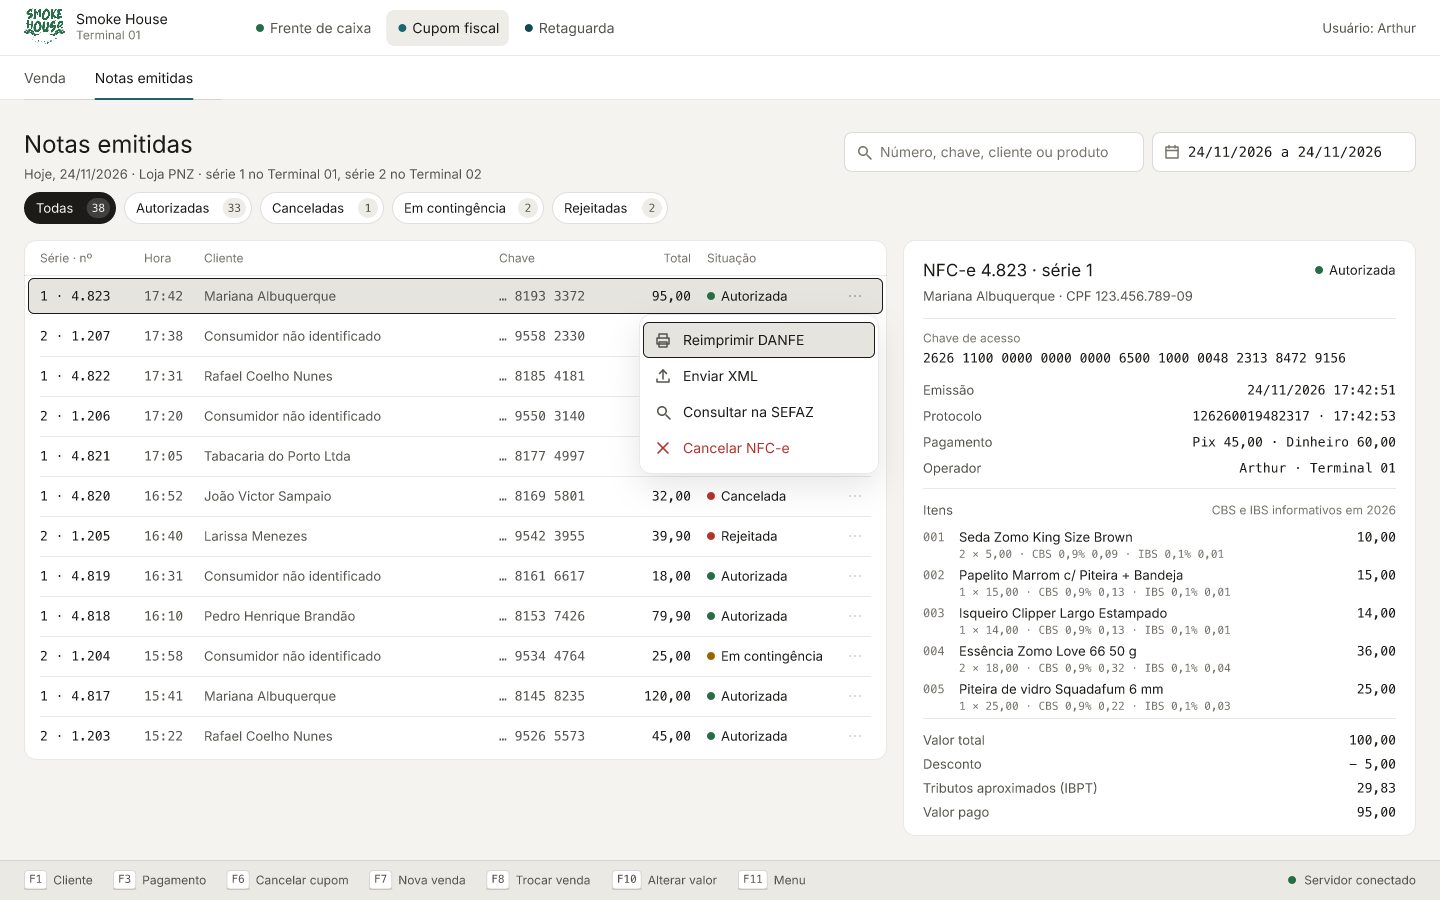 SMOKE HOUSE
Smoke House
Terminal 01
Frente de caixa
Cupom fiscal
Retaguarda
Usuário: Arthur
Venda
Notas emitidas
Notas emitidas
Hoje, 24/11/2026 · Loja PNZ · série 1 no Terminal 01, série 2 no Terminal 02
Número, chave, cliente ou produto
24/11/2026 a 24/11/2026
Todas 38
Autorizadas 33
Canceladas 1
Em contingência 2
Rejeitadas 2
Série · nº Hora Cliente Chave Total Situação
1 · 4.823 17:42 Mariana Albuquerque … 8193 3372 95,00 Autorizada ···
2 · 1.207 17:38 Consumidor não identificado … 9558 2330
1 · 4.822 17:31 Rafael Coelho Nunes … 8185 4181
2 · 1.206 17:20 Consumidor não identificado … 9550 3140
1 · 4.821 17:05 Tabacaria do Porto Ltda … 8177 4997
1 · 4.820 16:52 João Victor Sampaio … 8169 5801 32,00 Cancelada ···
2 · 1.205 16:40 Larissa Menezes … 9542 3955 39,90 Rejeitada ···
1 · 4.819 16:31 Consumidor não identificado … 8161 6617 18,00 Autorizada ···
1 · 4.818 16:10 Pedro Henrique Brandão … 8153 7426 79,90 Autorizada ···
2 · 1.204 15:58 Consumidor não identificado … 9534 4764 25,00 Em contingência ···
1 · 4.817 15:41 Mariana Albuquerque … 8145 8235 120,00 Autorizada ···
2 · 1.203 15:22 Rafael Coelho Nunes … 9526 5573 45,00 Autorizada ···
Reimprimir DANFE
Enviar XML
Consultar na SEFAZ
Cancelar NFC-e
NFC-e 4.823 · série 1 Autorizada
Mariana Albuquerque · CPF 123.456.789-09
Chave de acesso
2626 1100 0000 0000 0000 6500 1000 0048 2313 8472 9156
Emissão 24/11/2026 17:42:51
Protocolo 126260019482317 · 17:42:53
Pagamento Pix 45,00 · Dinheiro 60,00
Operador Arthur · Terminal 01
Itens CBS e IBS informativos em 2026
001 Seda Zomo King Size Brown 10,00
2 × 5,00 · CBS 0,9% 0,09 · IBS 0,1% 0,01
002 Papelito Marrom c/ Piteira + Bandeja 15,00
1 × 15,00 · CBS 0,9% 0,13 · IBS 0,1% 0,01
003 Isqueiro Clipper Largo Estampado 14,00
1 × 14,00 · CBS 0,9% 0,13 · IBS 0,1% 0,01
004 Essência Zomo Love 66 50 g 36,00
2 × 18,00 · CBS 0,9% 0,32 · IBS 0,1% 0,04
005 Piteira de vidro Squadafum 6 mm 25,00
1 × 25,00 · CBS 0,9% 0,22 · IBS 0,1% 0,03
Valor total 100,00
Desconto − 5,00
Tributos aproximados (IBPT) 29,83
Valor pago 95,00
F1 Cliente
F3 Pagamento
F6 Cancelar cupom
F7 Nova venda
F8 Trocar venda
F10 Alterar valor
F11 Menu
Servidor conectado